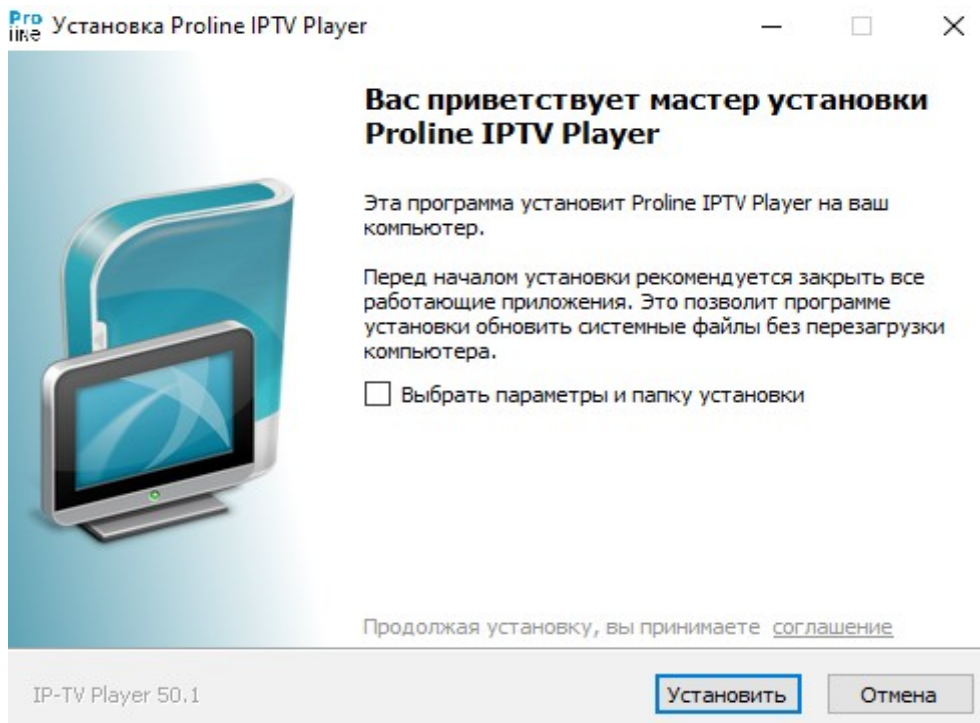 Pro
line
Установка Proline IPTV Player
Вас приветствует мастер установки
Proline IPTV Player
Эта программа установит Proline IPTV Player на ваш
компьютер.
Перед началом установки рекомендуется закрыть все
работающие приложения. Это позволит программе
установки обновить системные файлы без перезагрузки
компьютера.
Выбрать параметры и папку установки
Продолжая установку, вы принимаете соглашение
IP-TV Player 50.1
Установить
Отмена